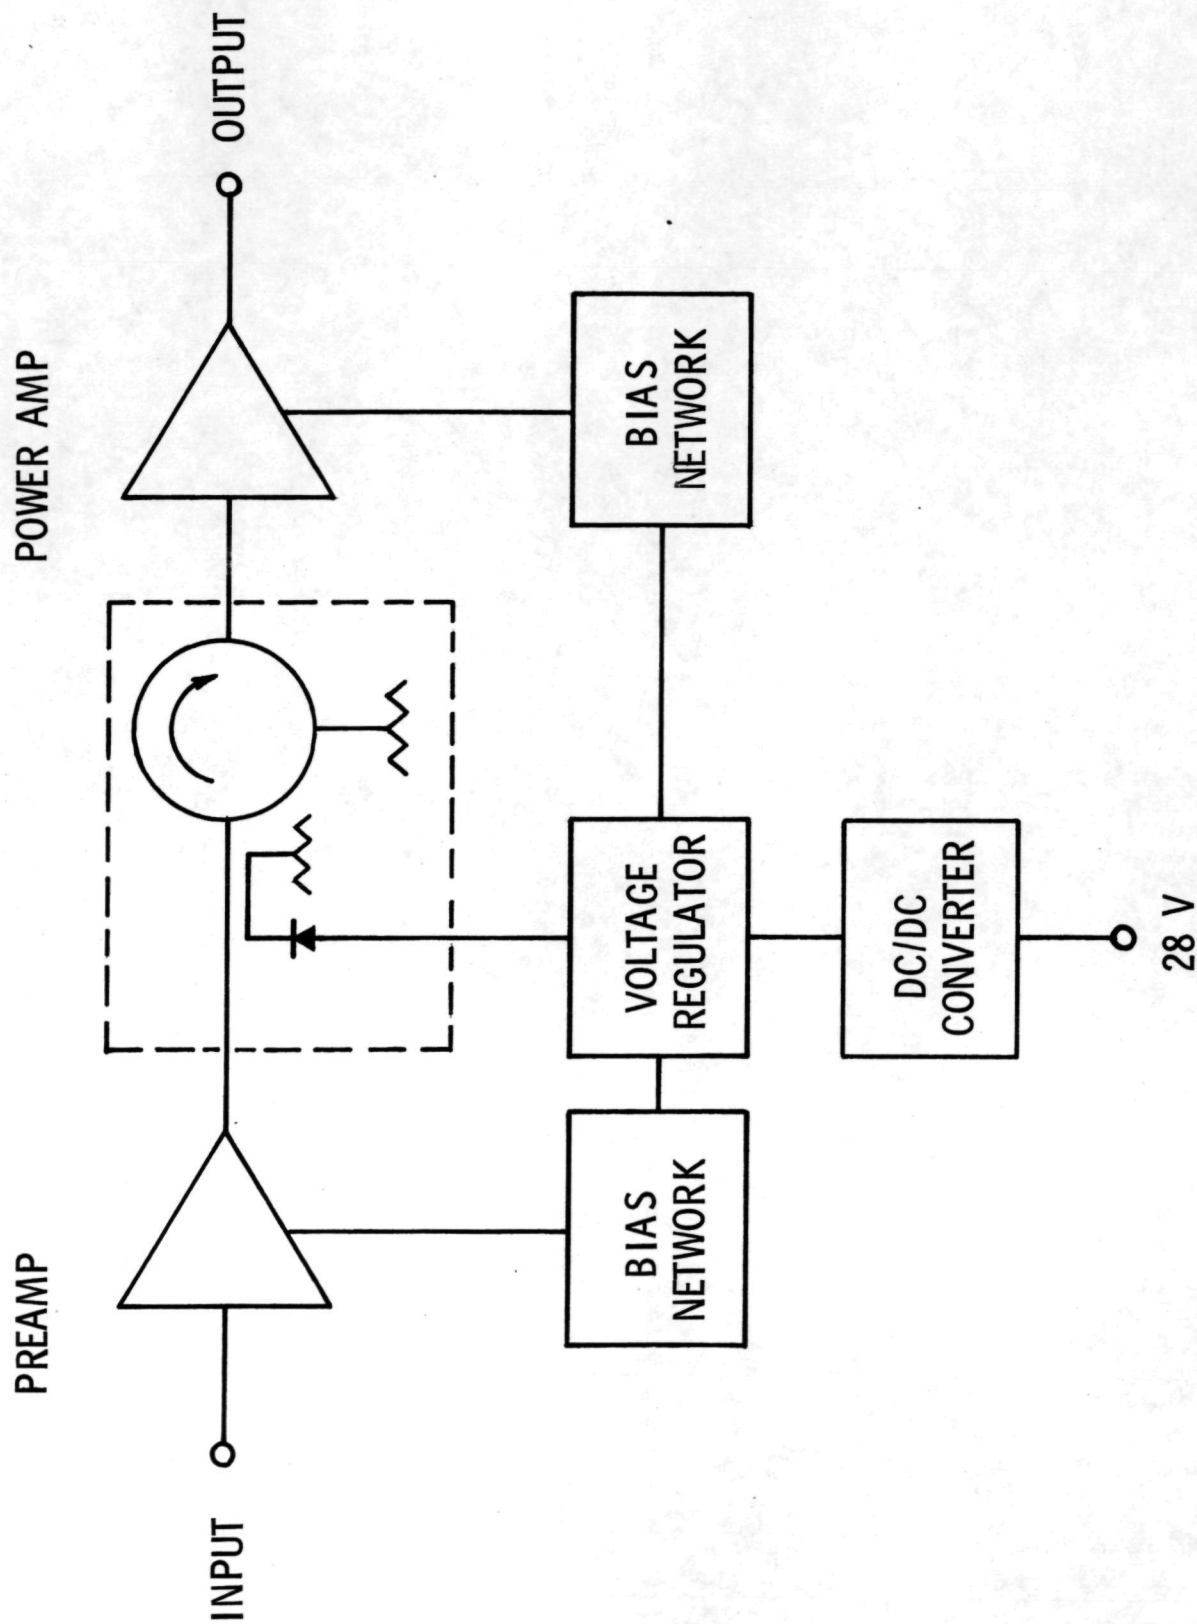 PREAMP
POWER AMP
INPUT
OUTPUT
BIAS
NETWORK
VOLTAGE
REGULATOR
BIAS
NETWORK
DC/DC
CONVERTER
28 V